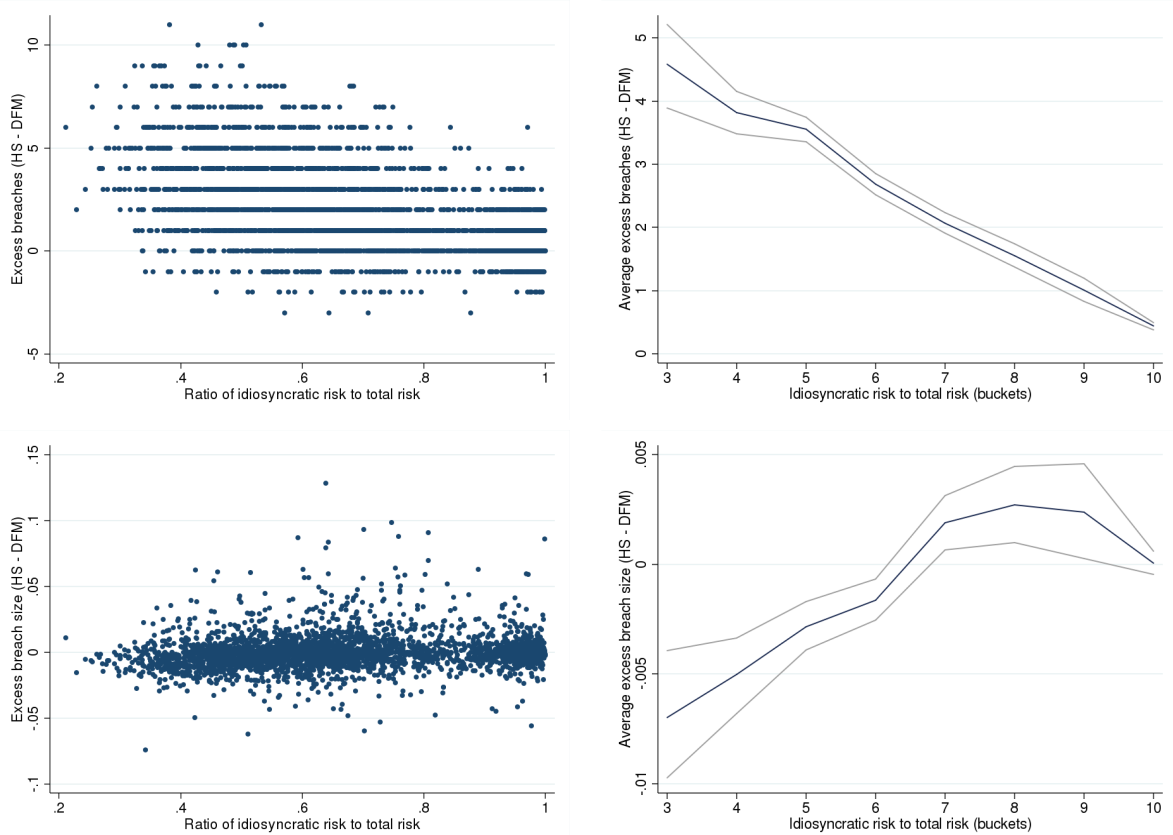 Excess breaches (HS - DFM)
10
5
0
-5
.2 .4 .6 .8 1
Ratio of idiosyncratic risk to total risk
Average excess breaches (HS - DFM)
5
4
3
2
1
0
3 4 5 6 7 8 9 10
Idiosyncratic risk to total risk (buckets)
Excess breach size (HS - DFM)
.15
.1
.05
0
-.05
-.1
.2 .4 .6 .8 1
Ratio of idiosyncratic risk to total risk
Average excess breach size (HS - DFM)
.005
0
-.005
-.01
3 4 5 6 7 8 9 10
Idiosyncratic risk to total risk (buckets)